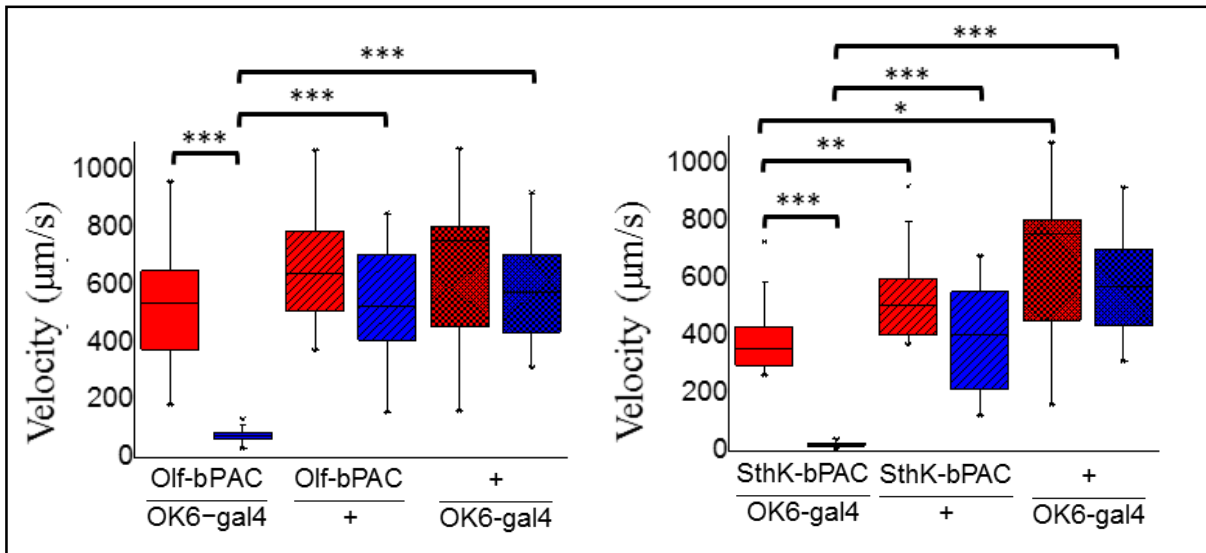 ***
***
***
Velocity (μm/s)
1000
800
600
400
200
0
Olf-bPAC
OK6-gal4
Olf-bPAC
+
+
OK6-gal4
***
***
*
**
***
Velocity (μm/s)
1000
800
600
400
200
0
SthK-bPAC
OK6-gal4
SthK-bPAC
+
+
OK6-gal4